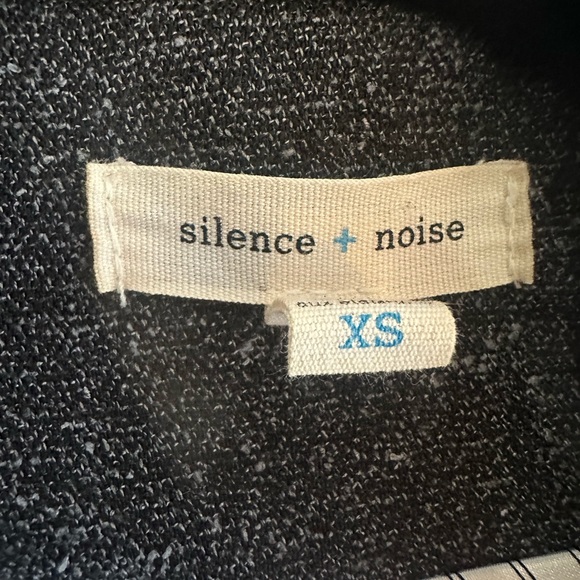 silence + noise
XS